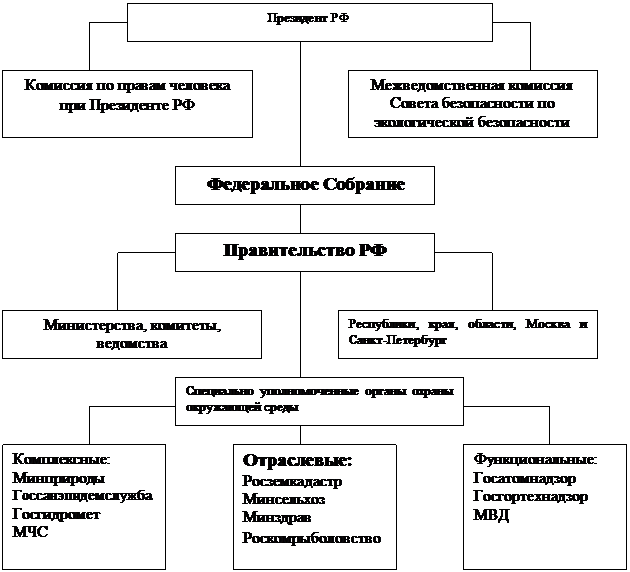 Президент РФ
Комиссия по правам человека
при Президенте РФ
Межведомственная комиссия
Совета безопасности по
экологической безопасности
Федеральное Собрание
Правительство РФ
Министерства, комитеты,
ведомства
Республики, края, области, Москва и
Санкт-Петербург
Специально уполномоченные органы охраны
окружающей среды
Комплексные:
Минприроды
Госсанэпидемслужба
Госгидромет
МЧС
Отраслевые:
Росземкадастр
Минсельхоз
Минздрав
Роскомрыболовство
Функциональные:
Госатомнадзор
Госгортехнадзор
МВД